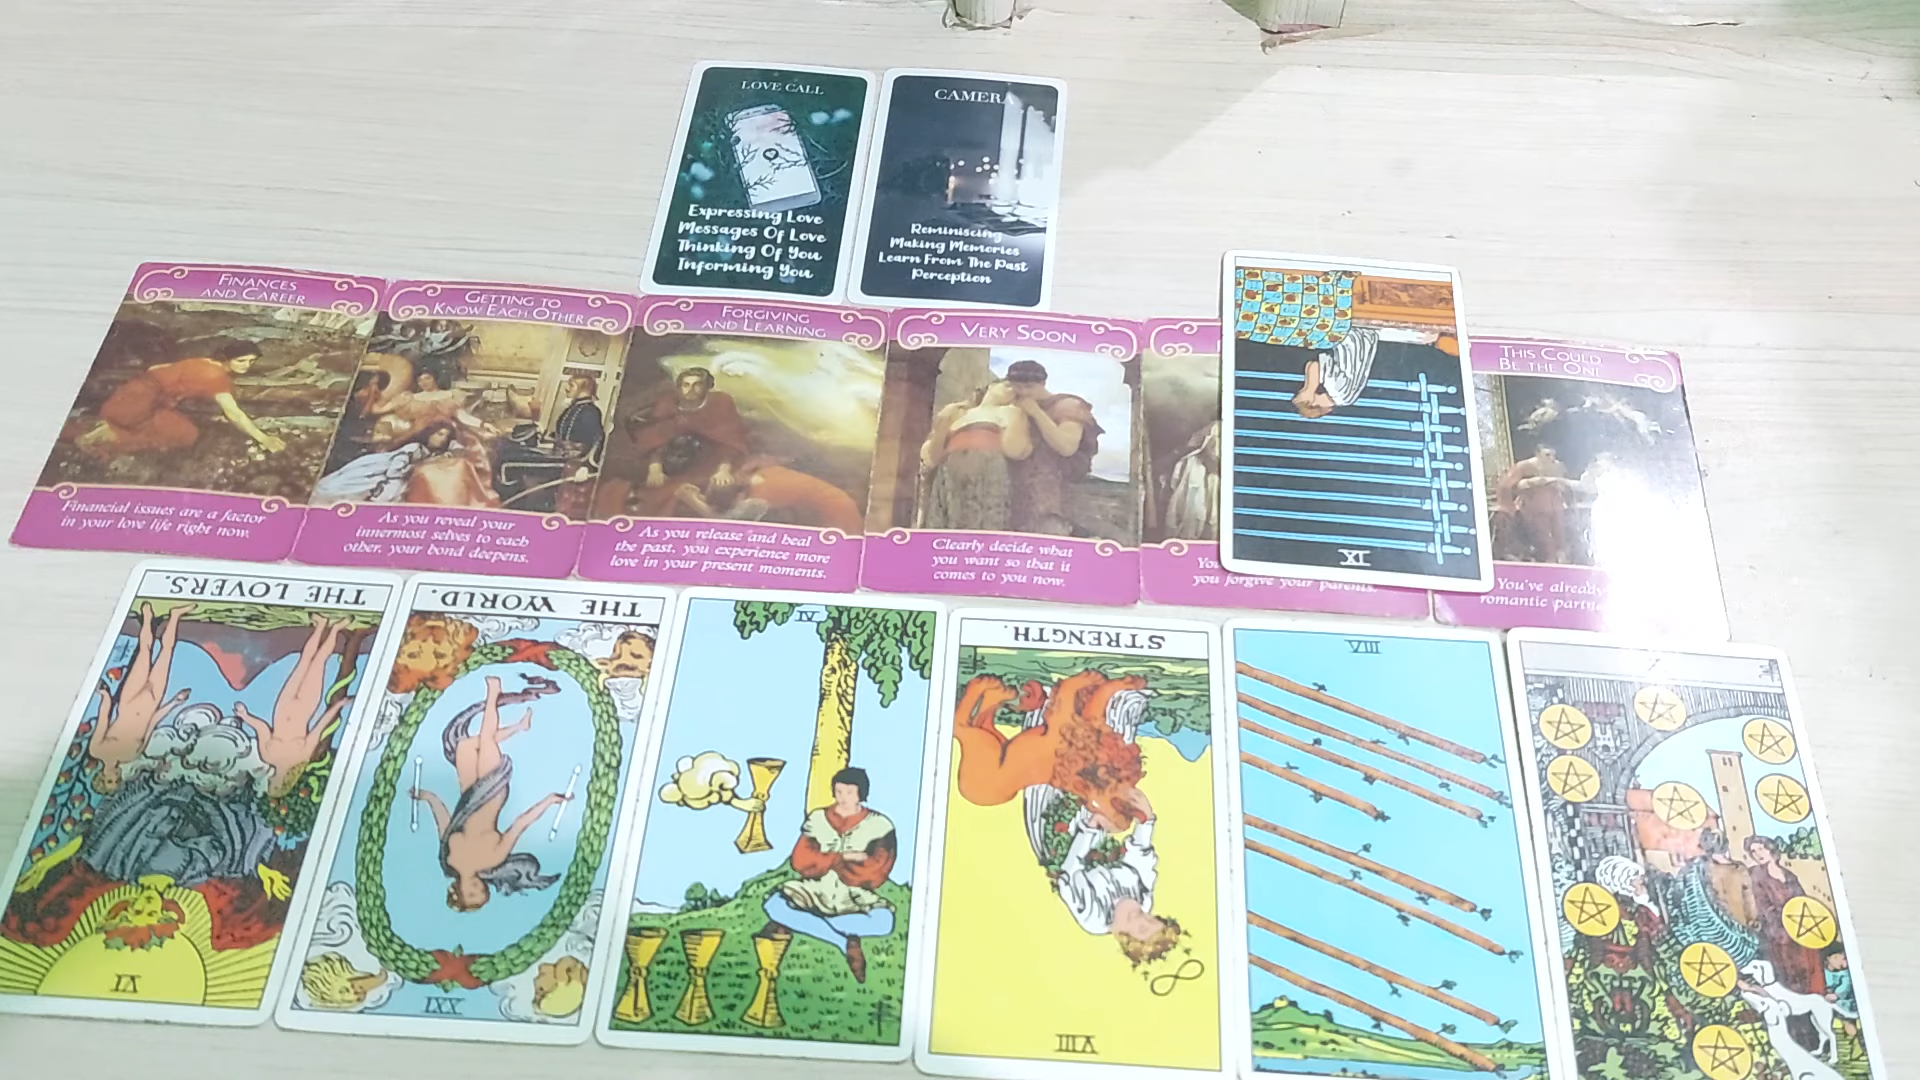 LOVE CALL
Expressing Love
Messages Of Love
Thinking Of You
Informing You
CAMERA
Reminiscing
Making Memories
Learn From The Past
Perception
FINANCES
AND CAREER
Financial issues are a factor
in your love life right now.
GETTING TO
KNOW EACH OTHER
As you reveal your
innermost selves to each
other, your bond deepens.
FORGIVING
AND LEARNING
As you release and heal
the past, you experience more
love in your present moments.
VERY SOON
Clearly decide what
you want so that it
comes to you now.
you forgive your parents.
IX
THIS COULD
BE THE ONE
You've already
romantic
THE LOVERS.
VI
THE WORLD.
XXI
IV
STRENGTH.
VIII
VIII
X